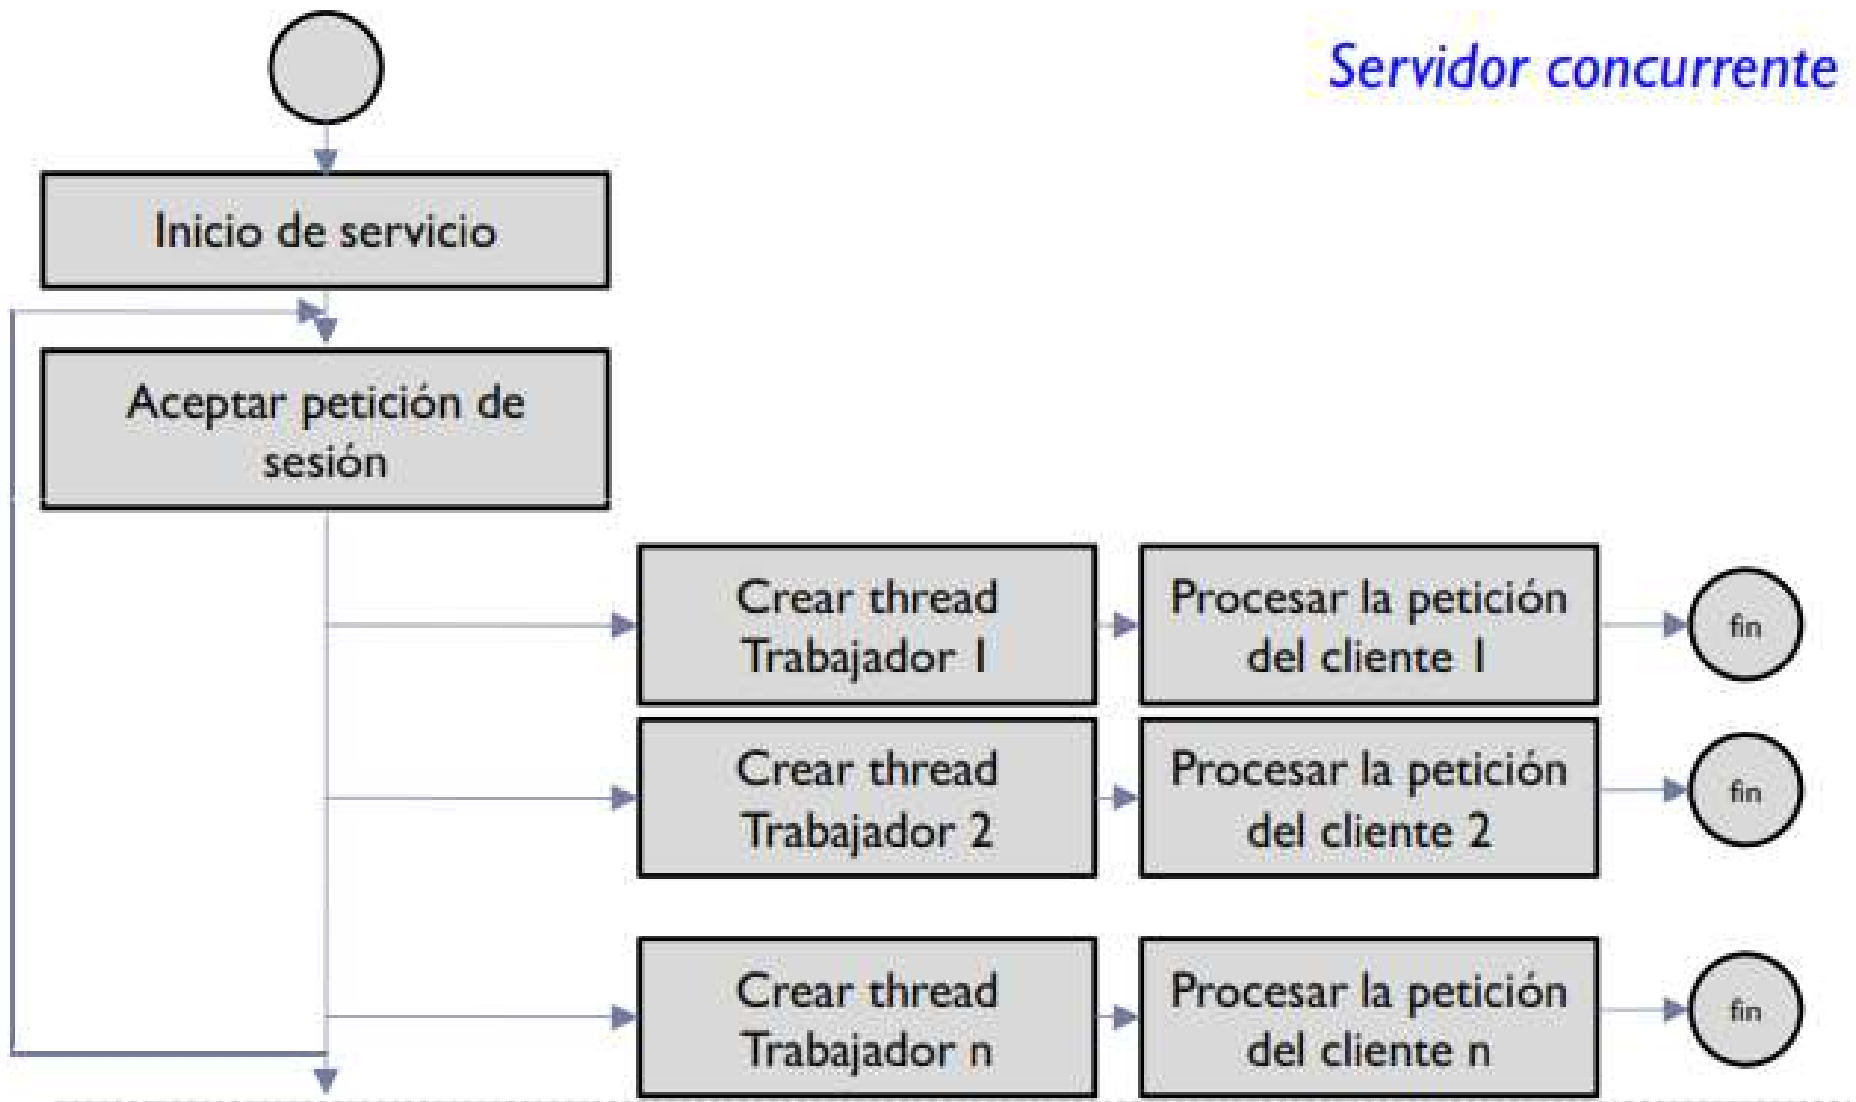 Servidor concurrente
Inicio de servicio
Aceptar petición de
sesión
Crear thread
Trabajador 1
Procesar la petición
del cliente 1
fin
Crear thread
Trabajador 2
Procesar la petición
del cliente 2
fin
Crear thread
Trabajador n
Procesar la petición
del cliente n
fin